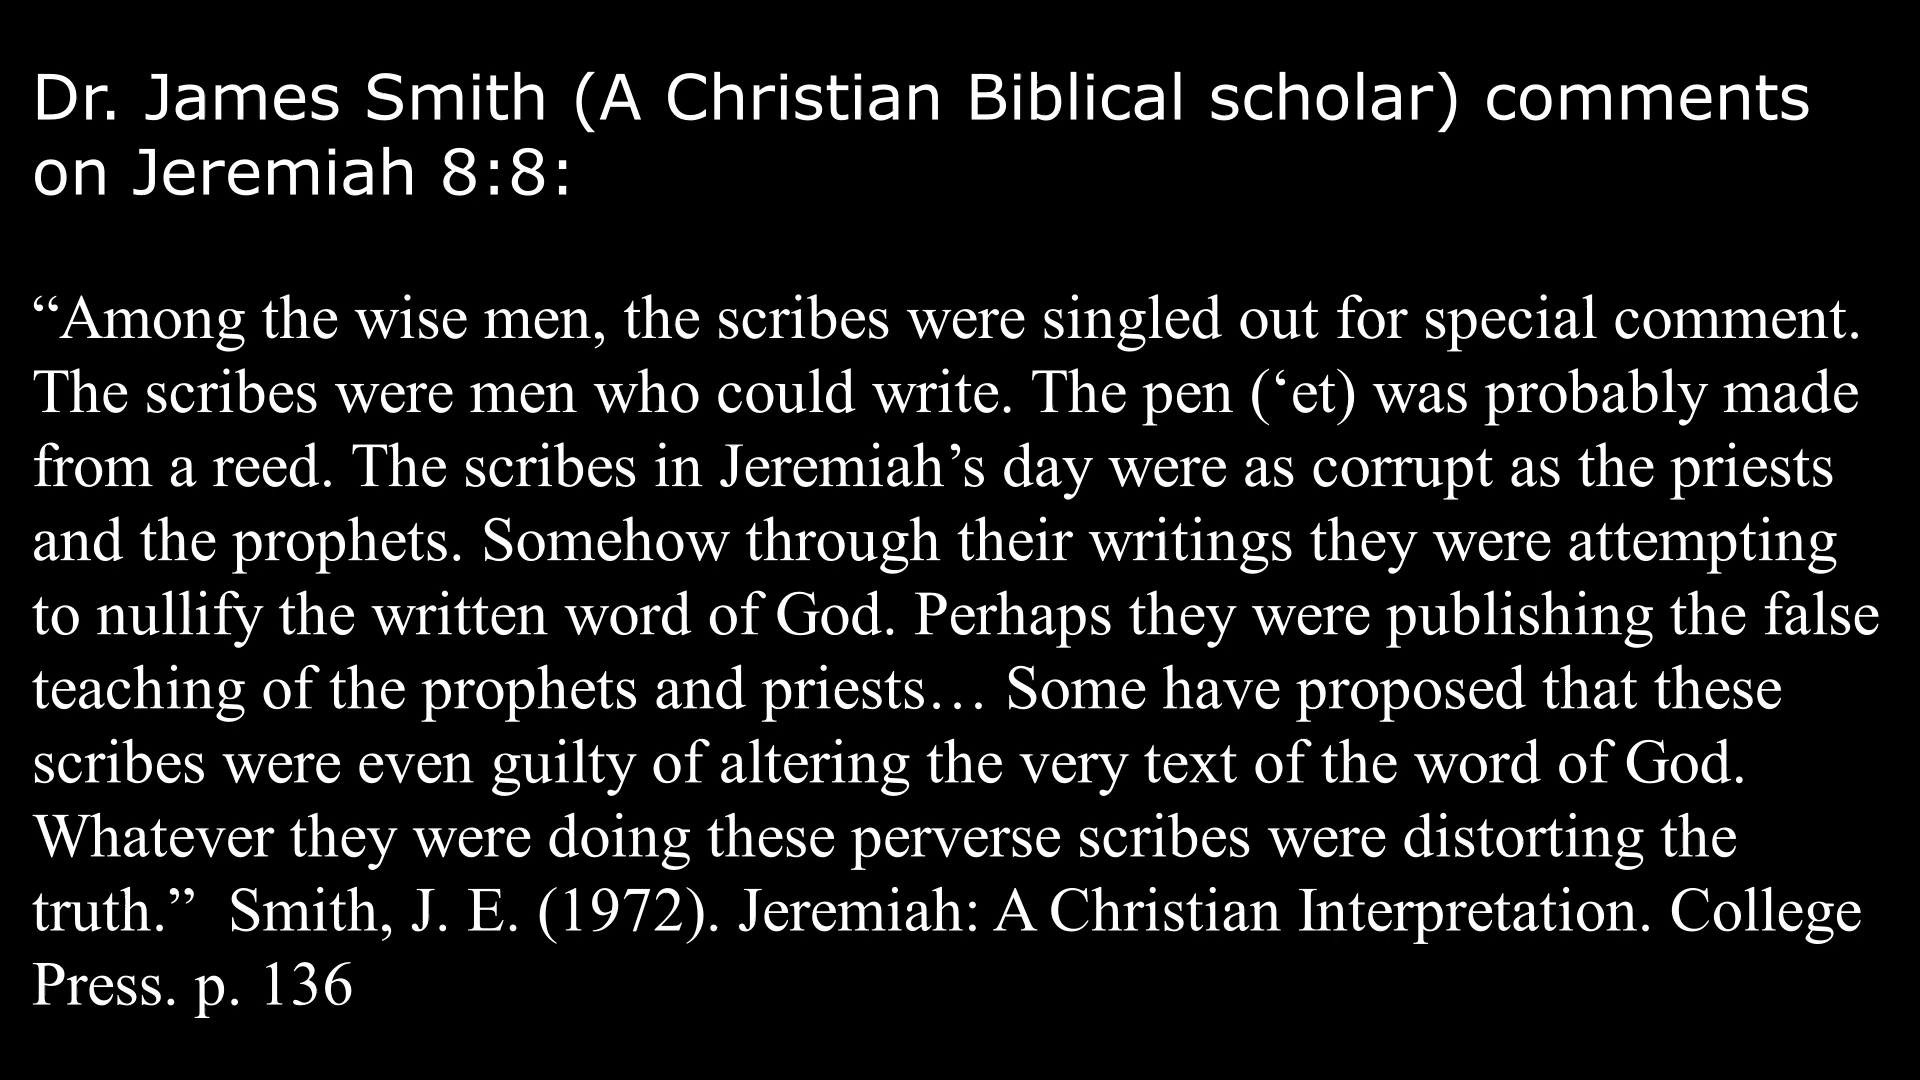 Dr. James Smith (A Christian Biblical scholar) comments
on Jeremiah 8:8:
“Among the wise men, the scribes were singled out for special comment.
The scribes were men who could write. The pen (‘et) was probably made
from a reed. The scribes in Jeremiah’s day were as corrupt as the priests
and the prophets. Somehow through their writings they were attempting
to nullify the written word of God. Perhaps they were publishing the false
teaching of the prophets and priests… Some have proposed that these
scribes were even guilty of altering the very text of the word of God.
Whatever they were doing these perverse scribes were distorting the
truth.”  Smith, J. E. (1972). Jeremiah: A Christian Interpretation. College
Press. p. 136